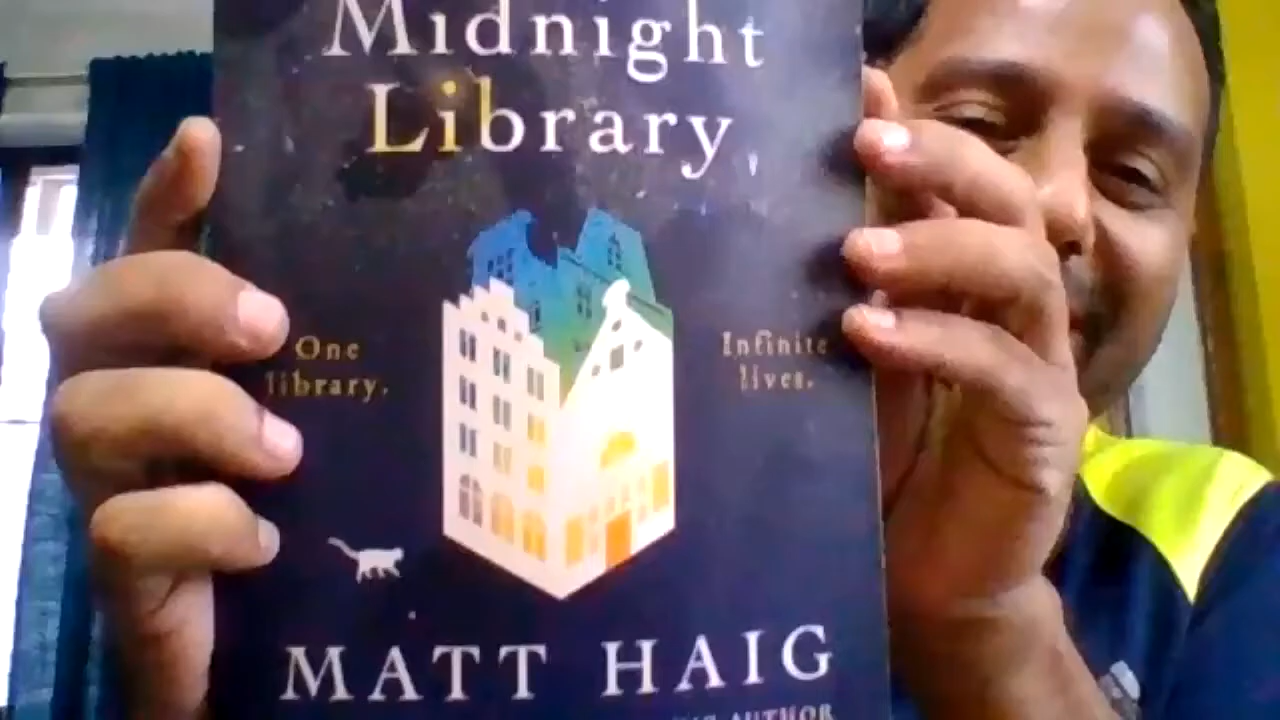 Midnight
Library
One
library.
Infinite
lives.
MATT HAIG
AUTHOR